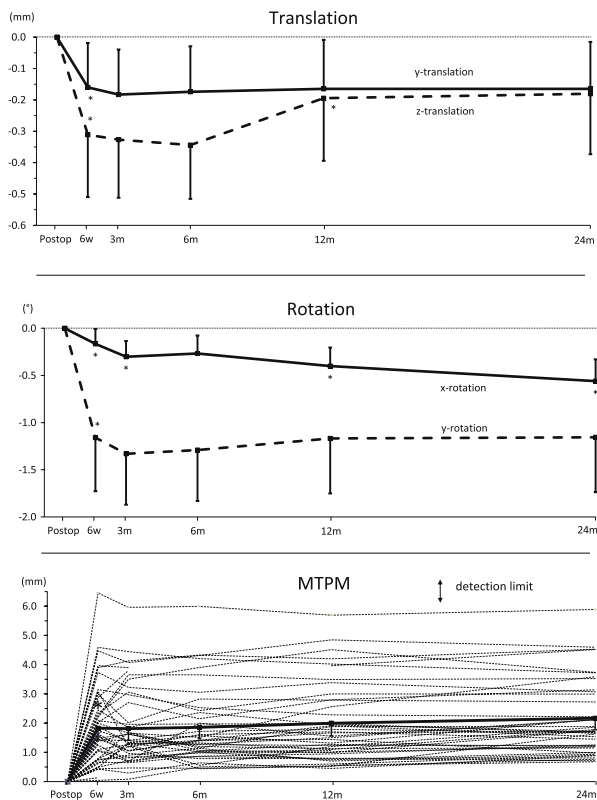 (mm)
Translation
0.0
-0.1
-0.2
-0.3
-0.4
-0.5
-0.6
y-translation
z-translation
*
*
*
Postop 6w 3m 6m 12m 24m
(°)
Rotation
0.0
-0.5
-1.0
-1.5
-2.0
x-rotation
y-rotation
* * * *
*
Postop 6w 3m 6m 12m 24m
(mm)
MTPM
detection limit
6.0
5.0
4.0
3.0
2.0
1.0
0.0
Postop 6w 3m 6m 12m 24m